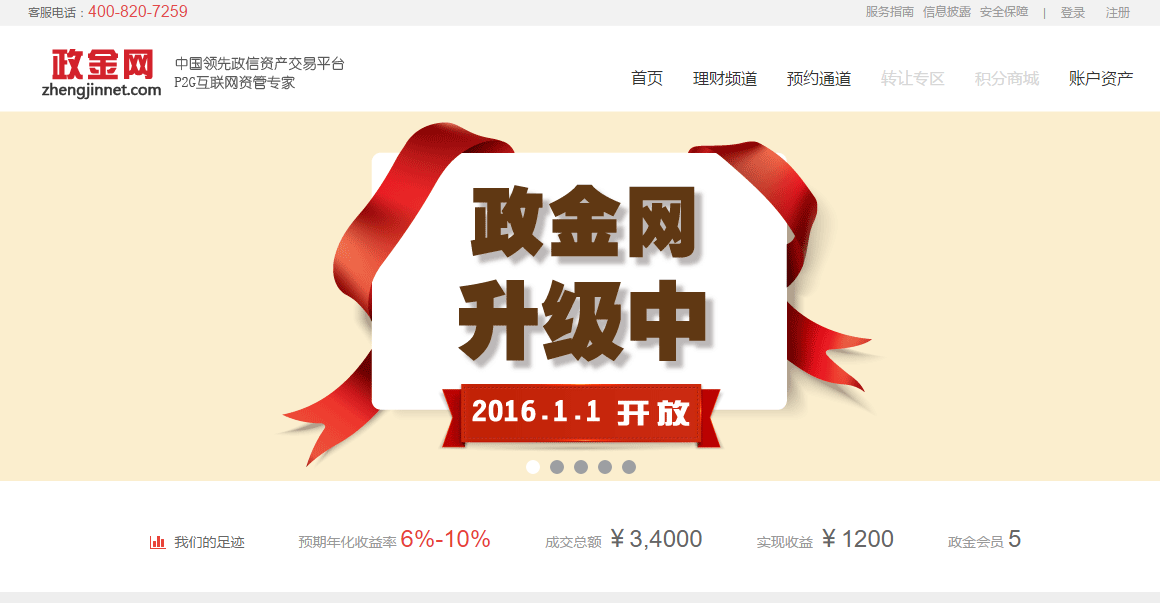 客服电话：400-820-7259
服务指南 信息披露 安全保障 | 登录 注册
政金网
zhengjinnet.com
中国领先政信资产交易平台
P2G互联网资管专家
首页 理财频道 预约通道 转让专区 积分商城 账户资产
政金网
升级中
2016.1.1 开放
我们的足迹 预期年化收益率 6%-10% 成交总额 ￥3,4000 实现收益 ￥1200 政金会员 5